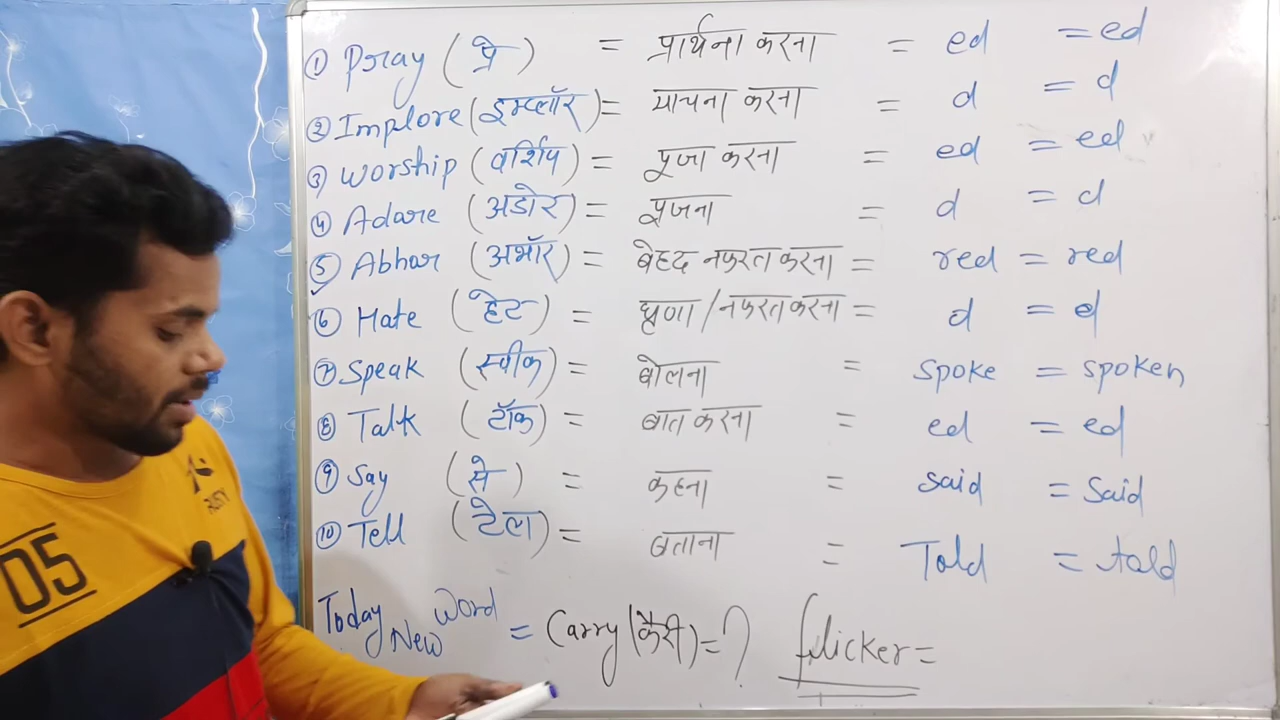 ① Pray (प्रे) = प्रार्थना करना = ed = ed
② Implore (इम्प्लॉर) = याचना करना = d = d
③ Worship (वर्शिप) = पूजा करना = ed = ed
④ Adore (अडोर) = पूजना = d = d
⑤ Abhor (अभॉर) = बेहद नफरत करना = red = red
⑥ Hate (हेट) = घृणा / नफरत करना = d = d
⑦ Speak (स्पीक) = बोलना = spoke = spoken
⑧ Talk (टॉक) = बात करना = ed = ed
⑨ Say (से) = कहना = said = Said
⑩ Tell (टेल) = बताना = Told = told
Today New Word = Carry (कैरी) = ? flicker =
05